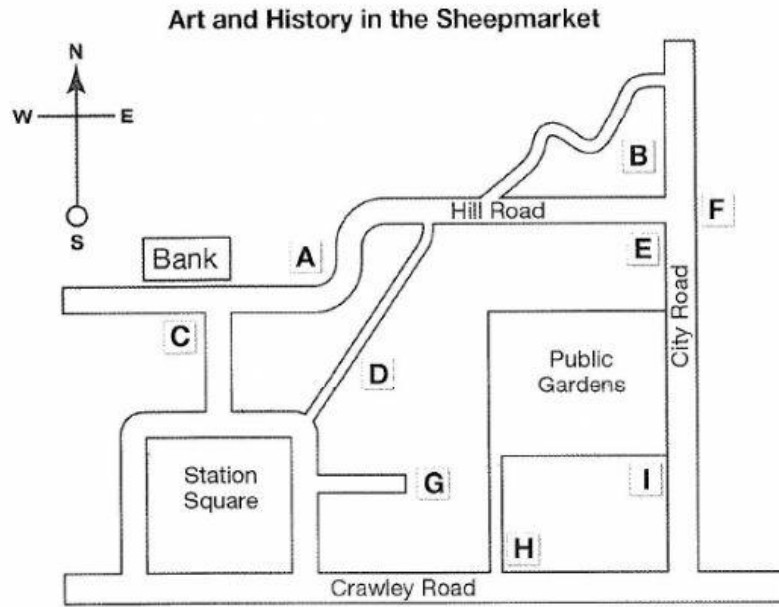 Art and History in the Sheepmarket
N
W E
S
B
Hill Road
F
A
E
Bank
C
City Road
D
Public
Gardens
Station
Square
G
I
H
Crawley Road